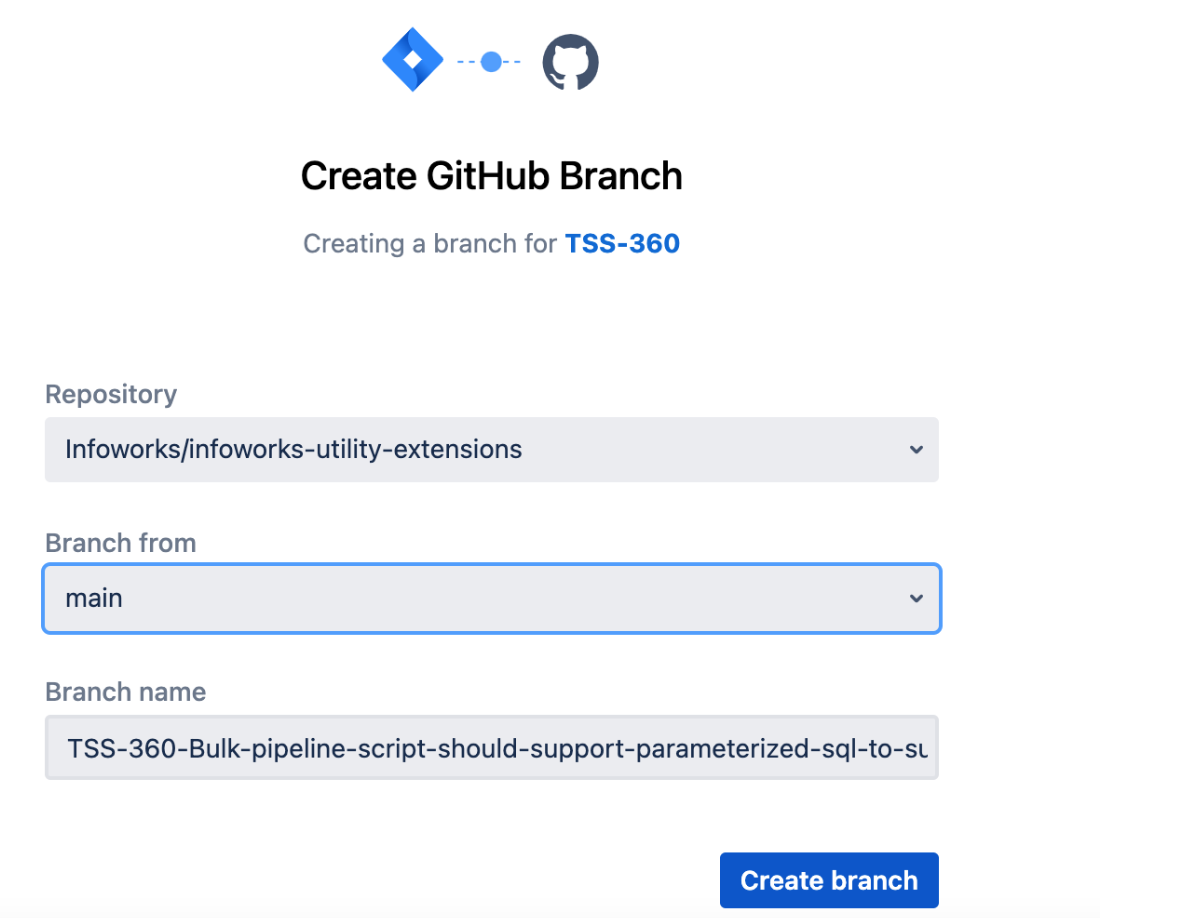 Create GitHub Branch
Creating a branch for TSS-360
Repository
Infoworks/infoworks-utility-extensions
Branch from
main
Branch name
TSS-360-Bulk-pipeline-script-should-support-parameterized-sql-to-su
Create branch